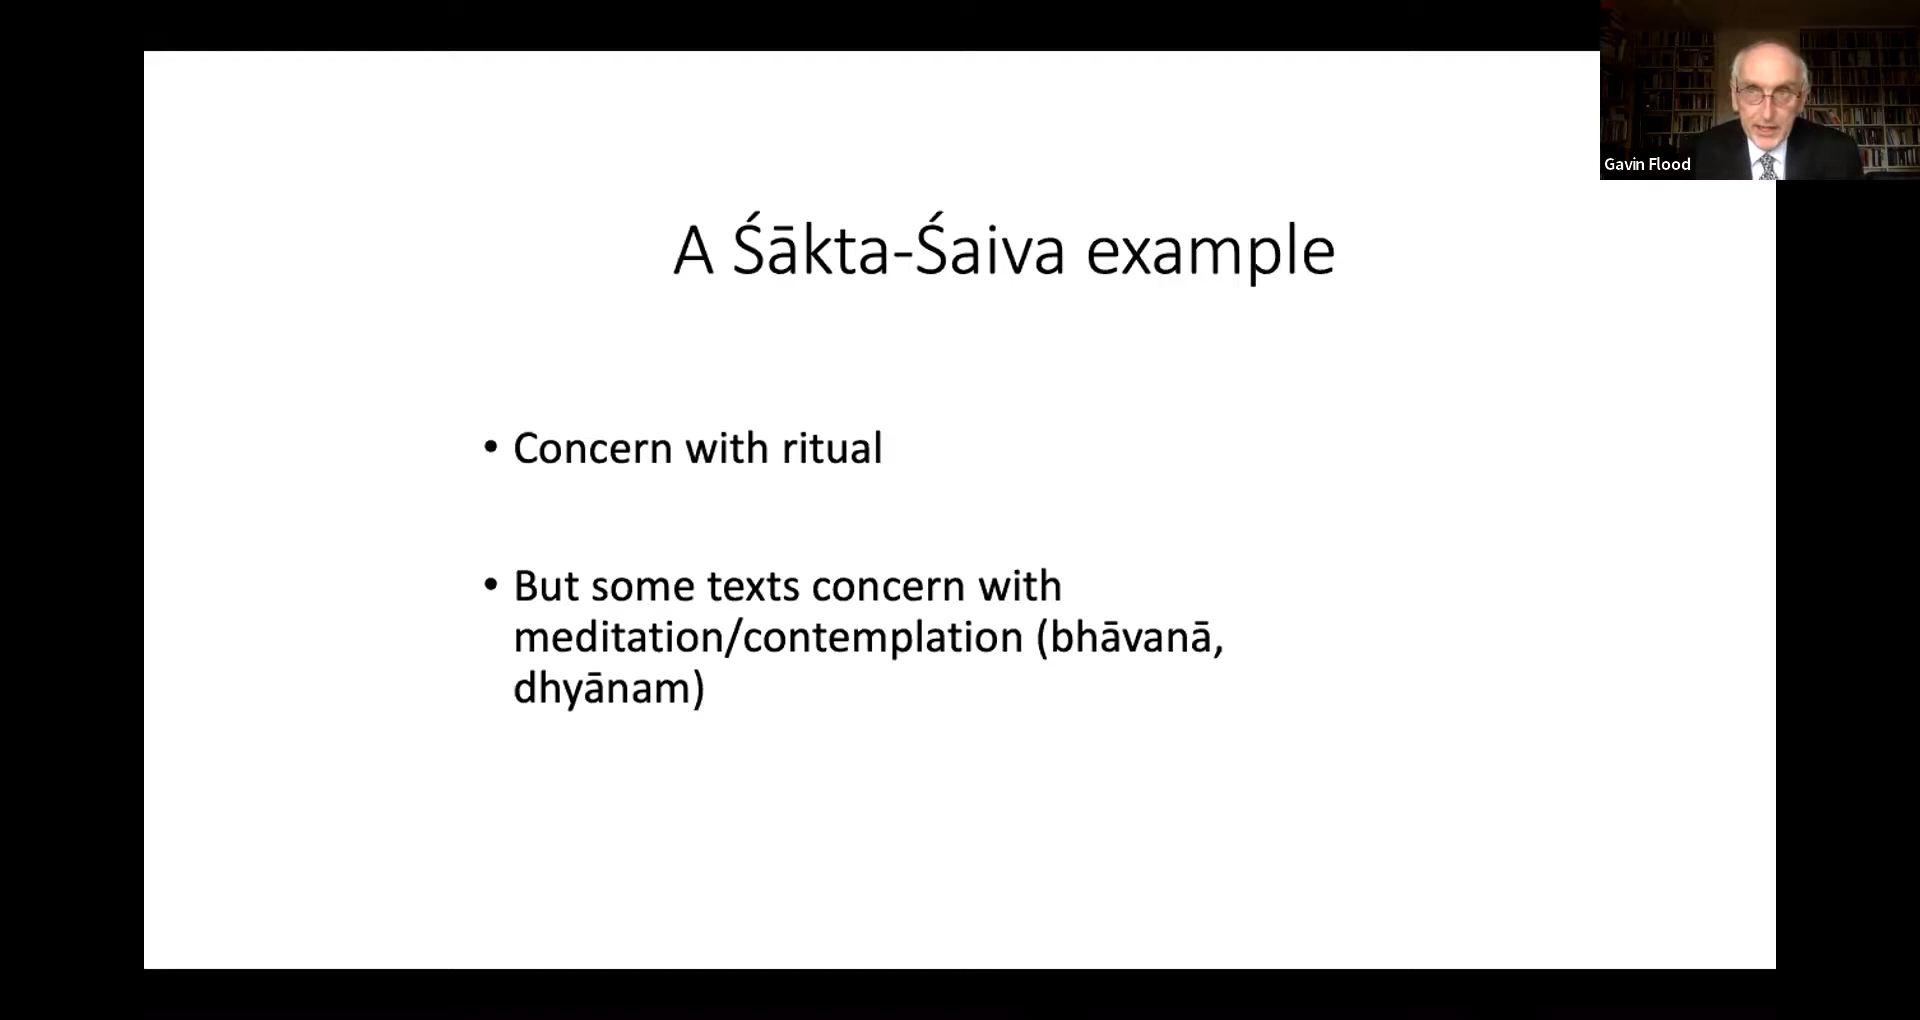 Gavin Flood
A Śākta-Śaiva example
• Concern with ritual
• But some texts concern with
meditation/contemplation (bhāvanā,
dhyānam)